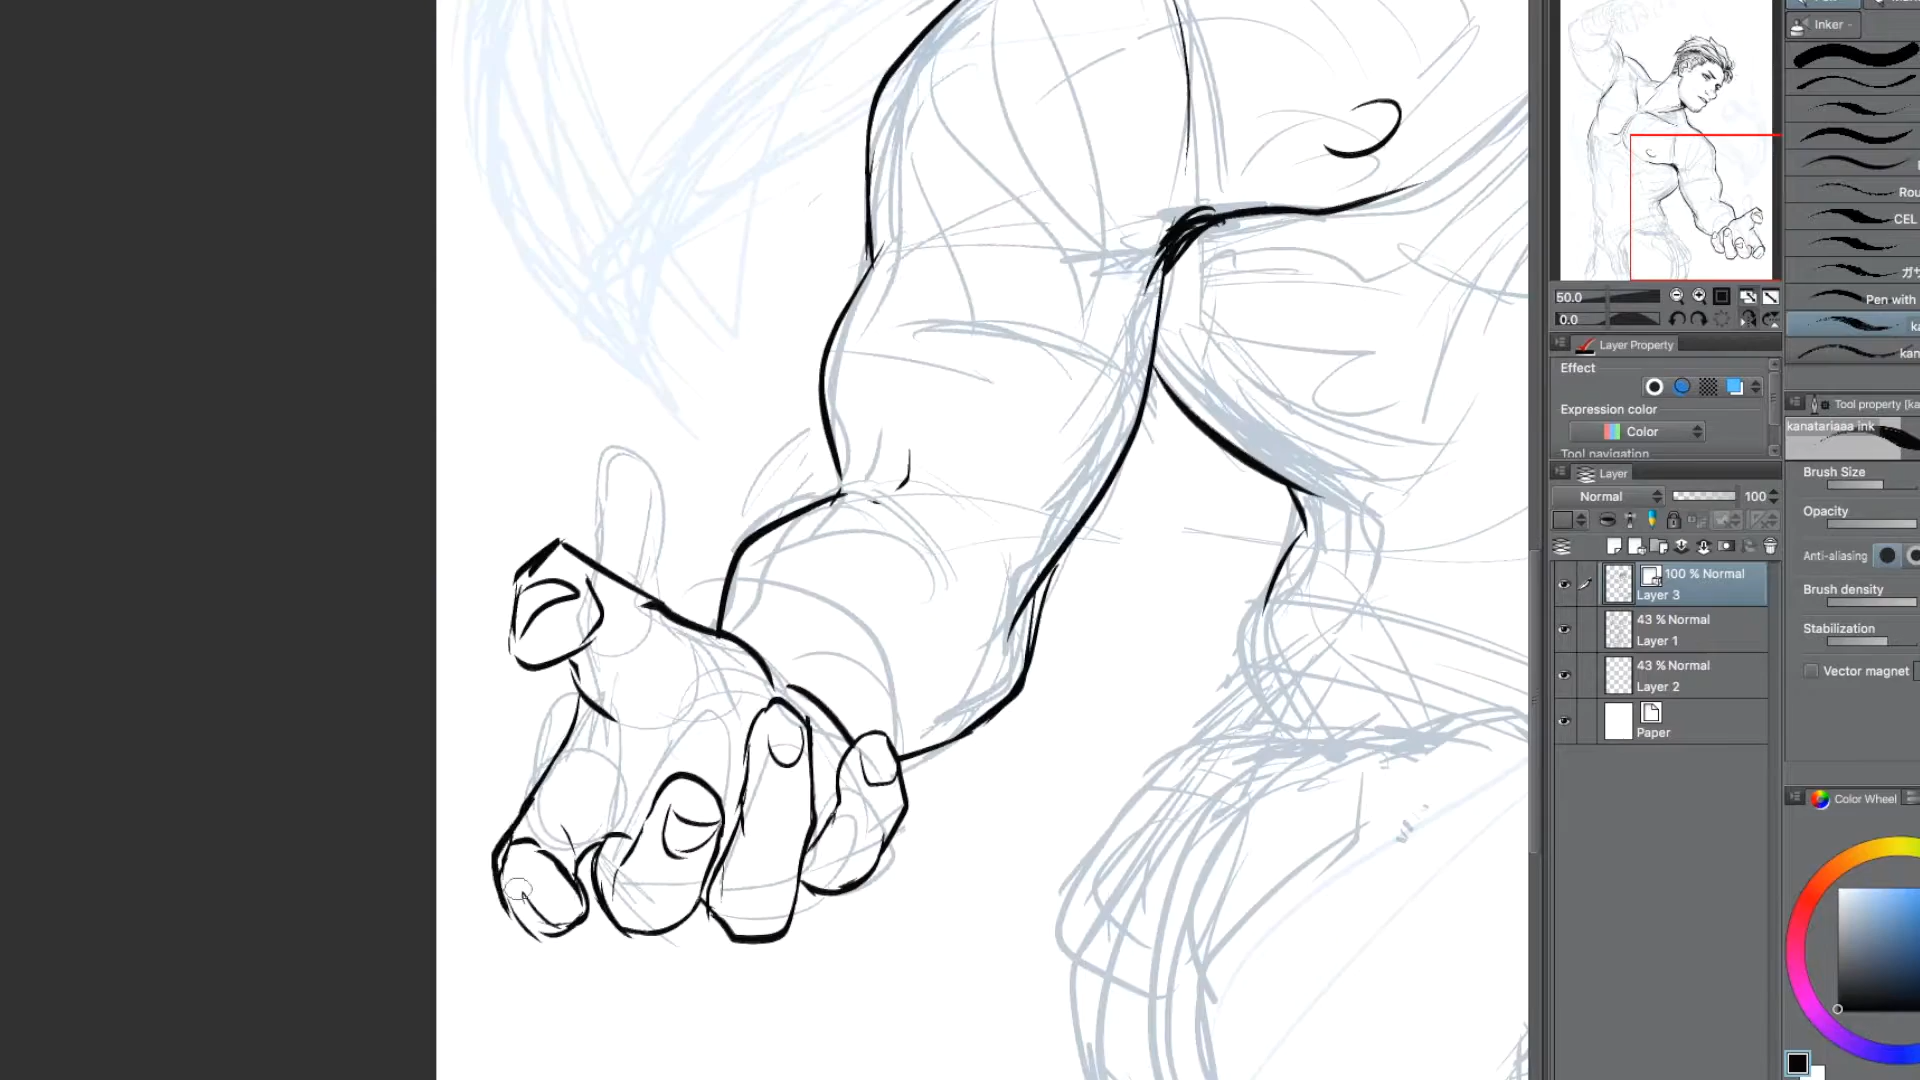 Inker
Rou
CEL
ガサ
Pen with
50.0
ka
0.0
Layer Property
kan
Effect
Expression color
Tool property [ka
Color
kanatariaaa ink
Tool navigation
Layer
Brush Size
Normal
100
Opacity
Anti-aliasing
100 % Normal
Layer 3
Brush density
43 % Normal
Layer 1
Stabilization
43 % Normal
Layer 2
Vector magnet
Paper
Color Wheel